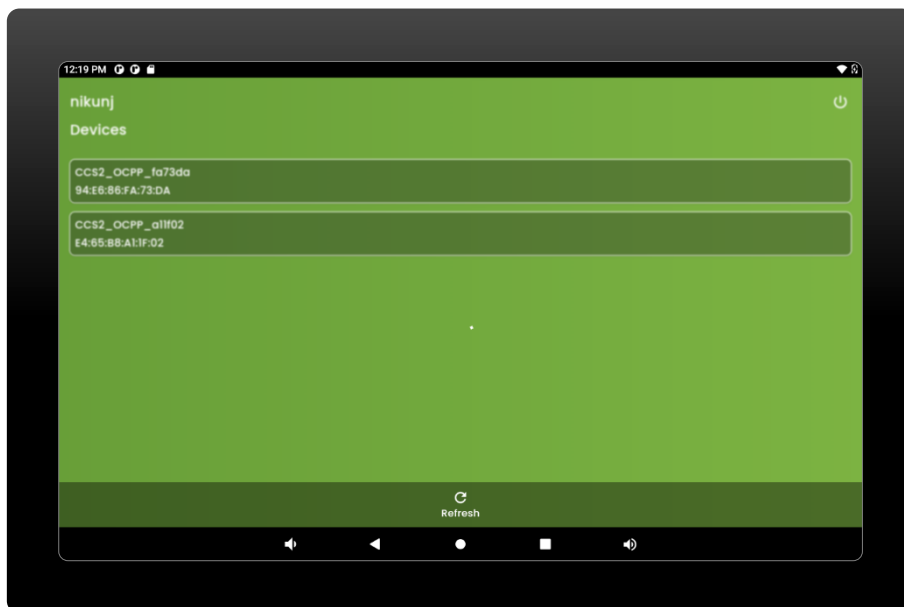 12:19 PM
nikunj
Devices
CCS2_OCPP_fa73da
94:E6:86:FA:73:DA
CCS2_OCPP_a11f02
E4:65:B8:A1:1F:02
Refresh